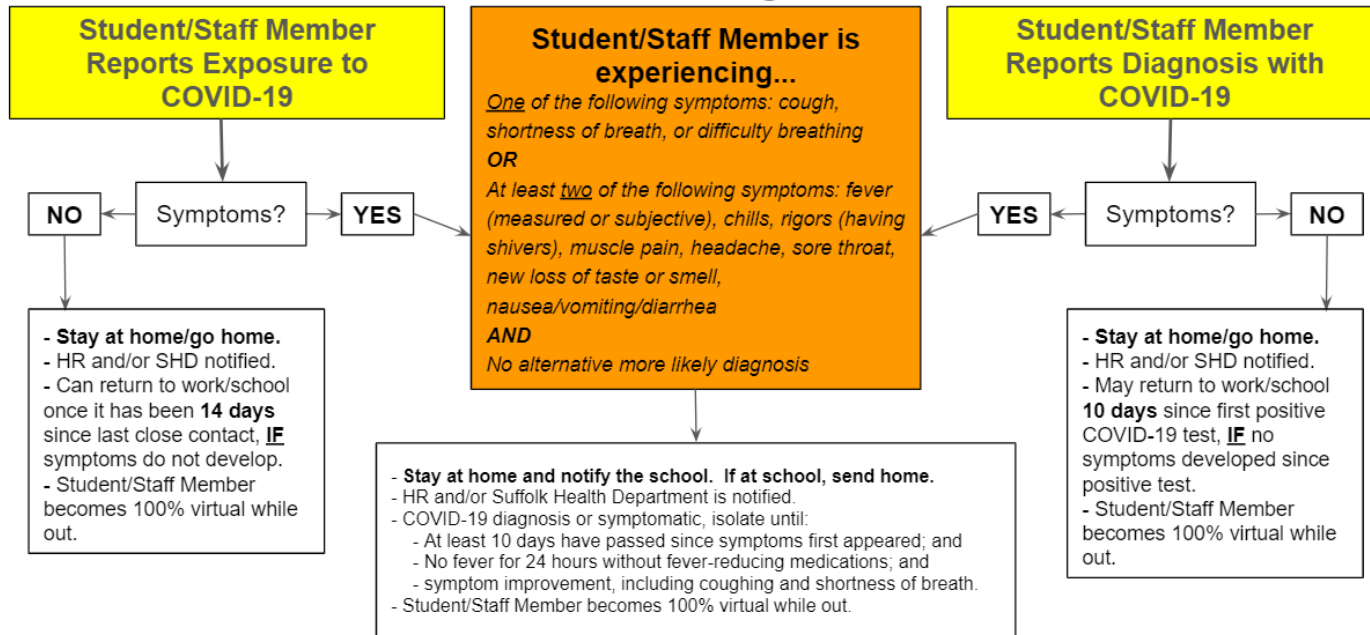 Student/Staff Member
Reports Exposure to
COVID-19
Symptoms?
NO
YES
- Stay at home/go home.
- HR and/or SHD notified.
- Can return to work/school
once it has been 14 days
since last close contact, IF
symptoms do not develop.
- Student/Staff Member
becomes 100% virtual while
out.
Student/Staff Member is
experiencing...
One of the following symptoms: cough,
shortness of breath, or difficulty breathing
OR
At least two of the following symptoms: fever
(measured or subjective), chills, rigors (having
shivers), muscle pain, headache, sore throat,
new loss of taste or smell,
nausea/vomiting/diarrhea
AND
No alternative more likely diagnosis
- Stay at home and notify the school.  If at school, send home.
- HR and/or Suffolk Health Department is notified.
- COVID-19 diagnosis or symptomatic, isolate until:
- At least 10 days have passed since symptoms first appeared; and
- No fever for 24 hours without fever-reducing medications; and
- symptom improvement, including coughing and shortness of breath.
- Student/Staff Member becomes 100% virtual while out.
Student/Staff Member
Reports Diagnosis with
COVID-19
Symptoms?
YES
NO
- Stay at home/go home.
- HR and/or SHD notified.
- May return to work/school
10 days since first positive
COVID-19 test, IF no
symptoms developed since
positive test.
- Student/Staff Member
becomes 100% virtual while
out.